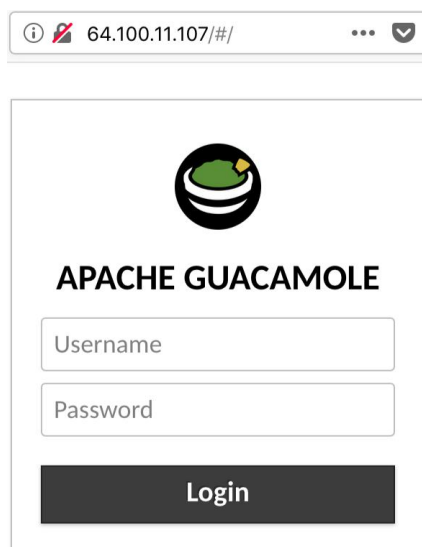 64.100.11.107/#/
APACHE GUACAMOLE
Username
Password
Login